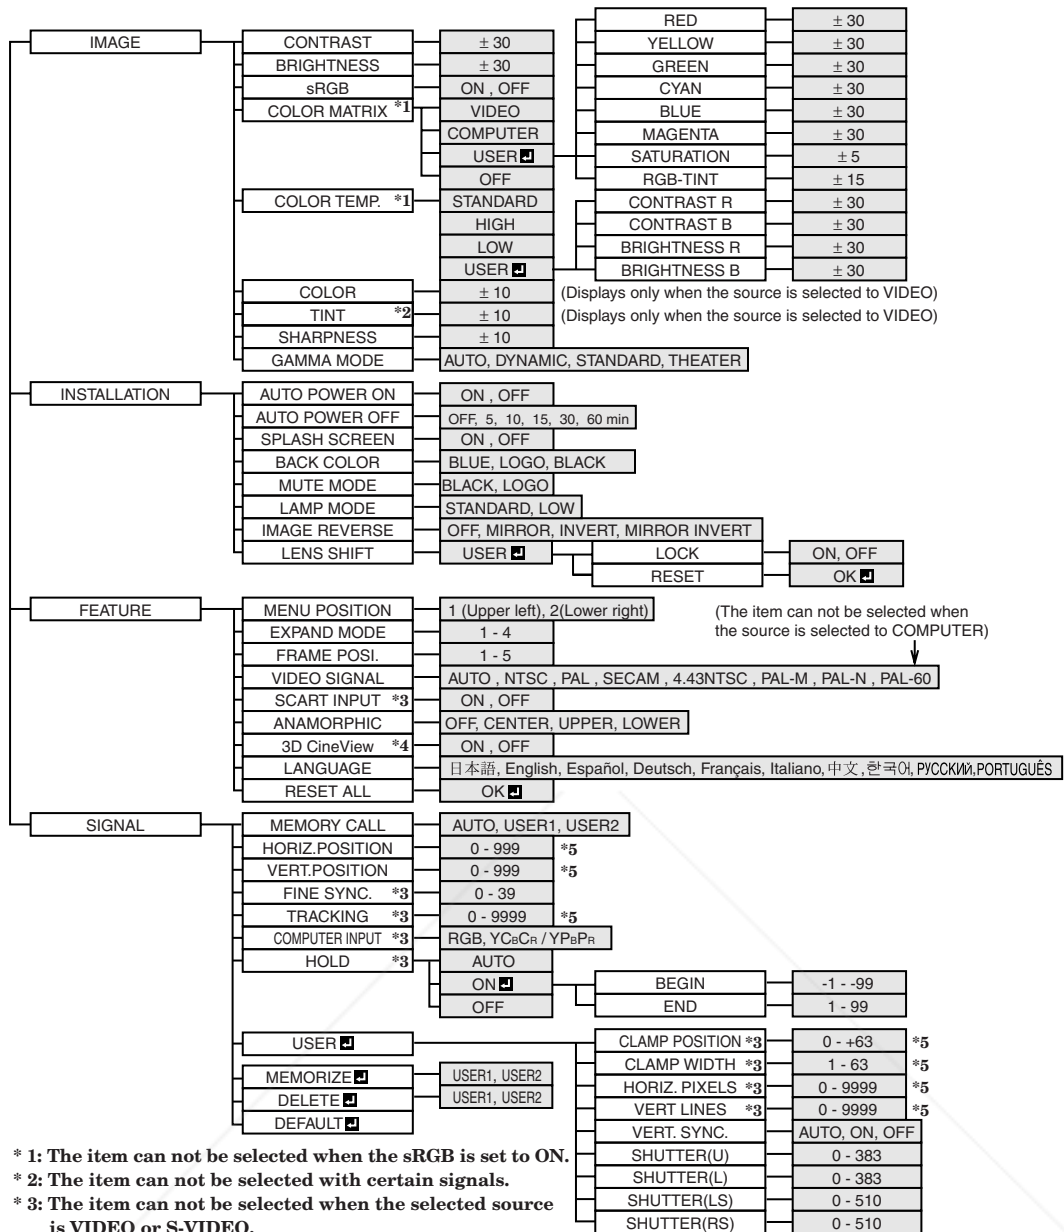 RED ± 30
IMAGE CONTRAST ± 30 YELLOW ± 30
BRIGHTNESS ± 30 GREEN ± 30
sRGB ON , OFF CYAN ± 30
COLOR MATRIX *1 VIDEO BLUE ± 30
COMPUTER MAGENTA ± 30
USER SATURATION ± 5
OFF RGB-TINT ± 15
COLOR TEMP. *1 STANDARD CONTRAST R ± 30
HIGH CONTRAST B ± 30
LOW BRIGHTNESS R ± 30
USER BRIGHTNESS B ± 30
COLOR ± 10 (Displays only when the source is selected to VIDEO)
TINT *2 ± 10 (Displays only when the source is selected to VIDEO)
SHARPNESS ± 10
GAMMA MODE AUTO, DYNAMIC, STANDARD, THEATER
INSTALLATION AUTO POWER ON ON , OFF
AUTO POWER OFF OFF, 5, 10, 15, 30, 60 min
SPLASH SCREEN ON , OFF
BACK COLOR BLUE, LOGO, BLACK
MUTE MODE BLACK, LOGO
LAMP MODE STANDARD, LOW
IMAGE REVERSE OFF, MIRROR, INVERT, MIRROR INVERT
LENS SHIFT USER LOCK ON, OFF
RESET OK
FEATURE MENU POSITION 1 (Upper left), 2(Lower right) (The item can not be selected when
EXPAND MODE 1 - 4 the source is selected to COMPUTER)
FRAME POSI. 1 - 5
VIDEO SIGNAL AUTO , NTSC , PAL , SECAM , 4.43NTSC , PAL-M , PAL-N , PAL-60
SCART INPUT *3 ON , OFF
ANAMORPHIC OFF, CENTER, UPPER, LOWER
3D CineView *4 ON , OFF
LANGUAGE 日本語, English, Español, Deutsch, Français, Italiano, 中文, 한국어, РУССКИЙ, PORTUGUÊS
RESET ALL OK
SIGNAL MEMORY CALL AUTO, USER1, USER2
HORIZ.POSITION 0 - 999 *5
VERT.POSITION 0 - 999 *5
FINE SYNC. *3 0 - 39
TRACKING *3 0 - 9999 *5
COMPUTER INPUT *3 RGB, YCBCR / YPBPR
HOLD *3 AUTO
ON BEGIN -1 - -99
OFF END 1 - 99
USER CLAMP POSITION *3 0 - +63 *5
CLAMP WIDTH *3 1 - 63 *5
MEMORIZE USER1, USER2 HORIZ. PIXELS *3 0 - 9999 *5
DELETE USER1, USER2 VERT LINES *3 0 - 9999 *5
DEFAULT VERT. SYNC. AUTO, ON, OFF
* 1: The item can not be selected when the sRGB is set to ON. SHUTTER(U) 0 - 383
* 2: The item can not be selected with certain signals. SHUTTER(L) 0 - 383
* 3: The item can not be selected when the selected source SHUTTER(LS) 0 - 510
is VIDEO or S-VIDEO. SHUTTER(RS) 0 - 510